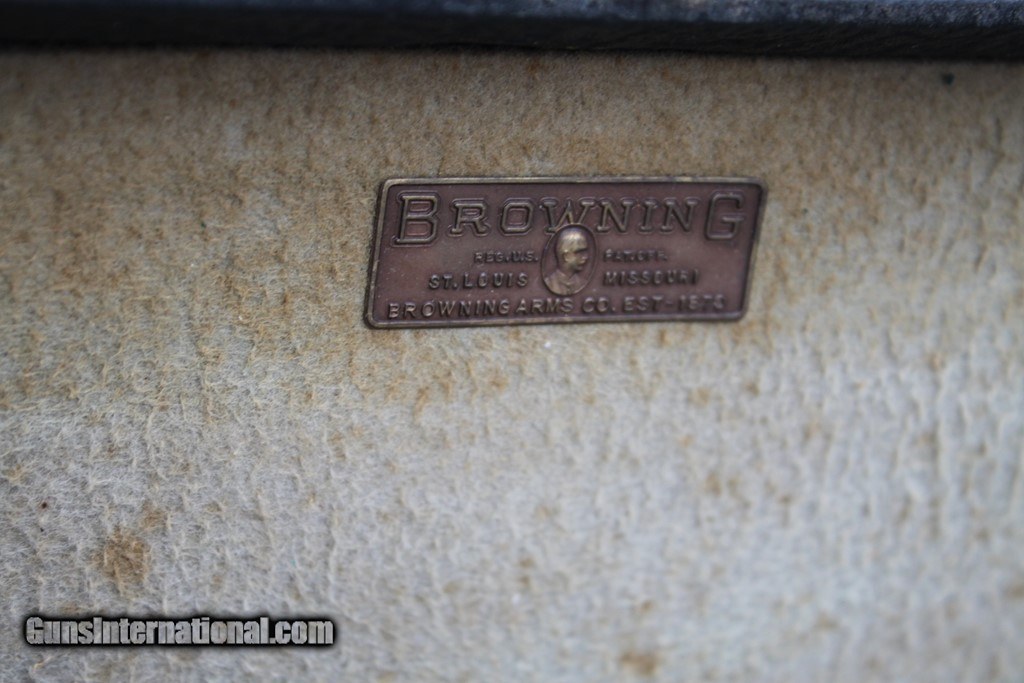 BROWNING
REG. U.S. PAT. OFF.
ST. LOUIS MISSOURI
BROWNING ARMS CO. EST-1873
GunsInternational.com